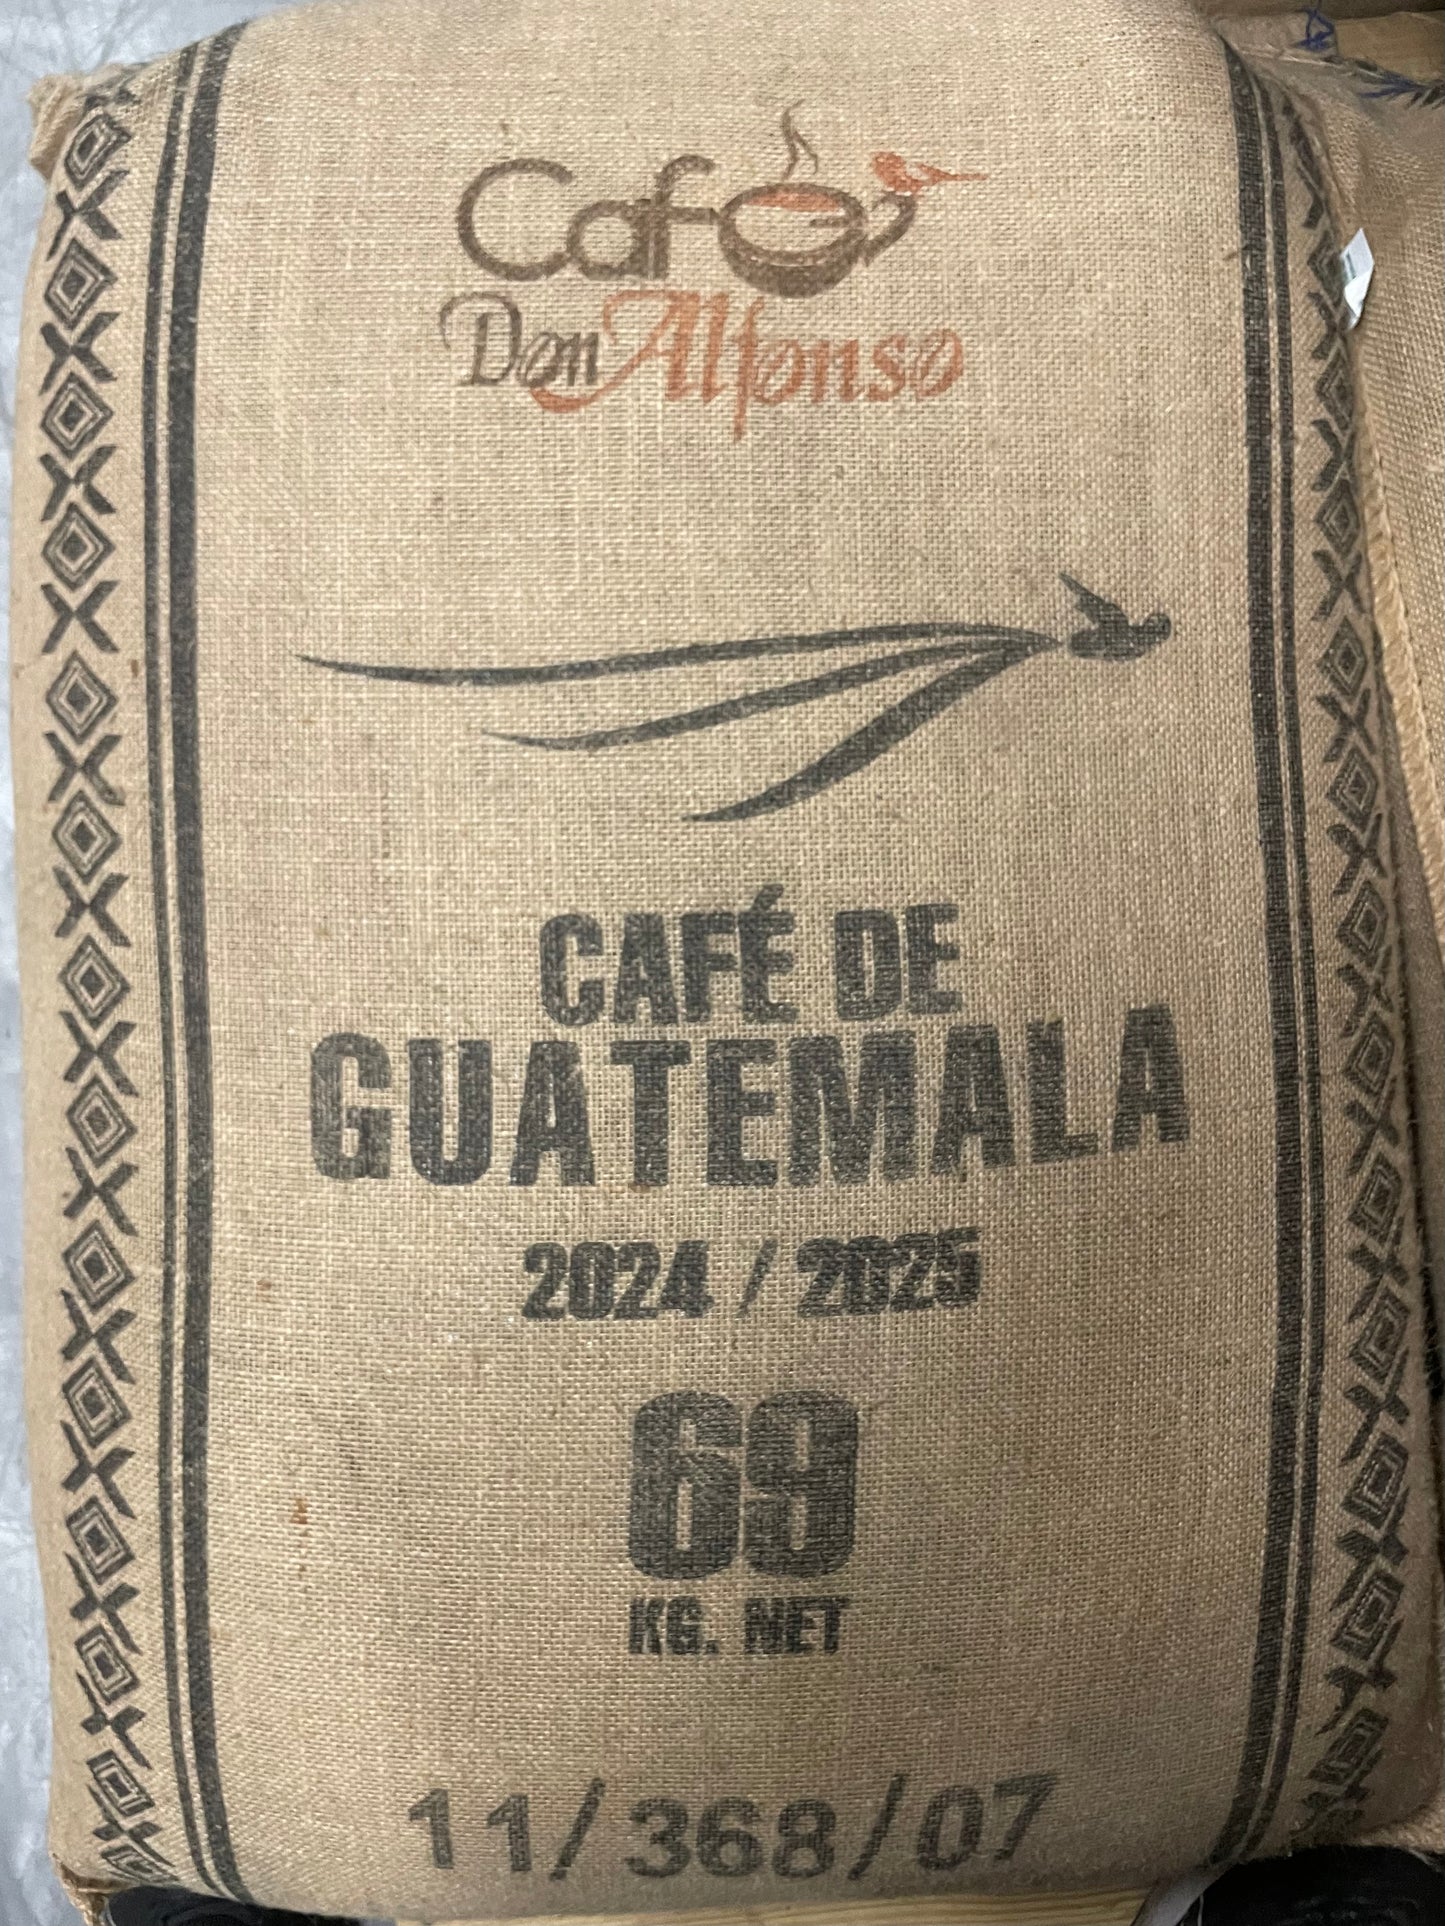 Café
Don Alfonso
CAFÉ DE
GUATEMALA
2024 / 2025
69
KG. NET
11/368/07